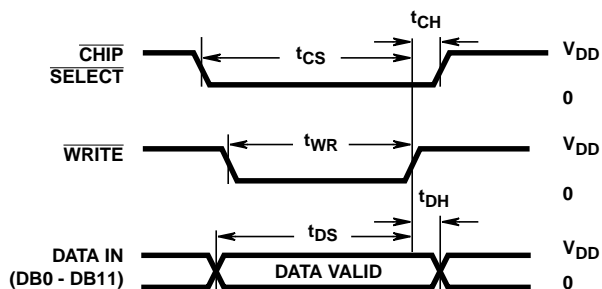 tCH
CHIP
SELECT
tCS
VDD
0
WRITE
tWR
VDD
0
tDH
DATA IN
(DB0 - DB11)
tDS
DATA VALID
VDD
0